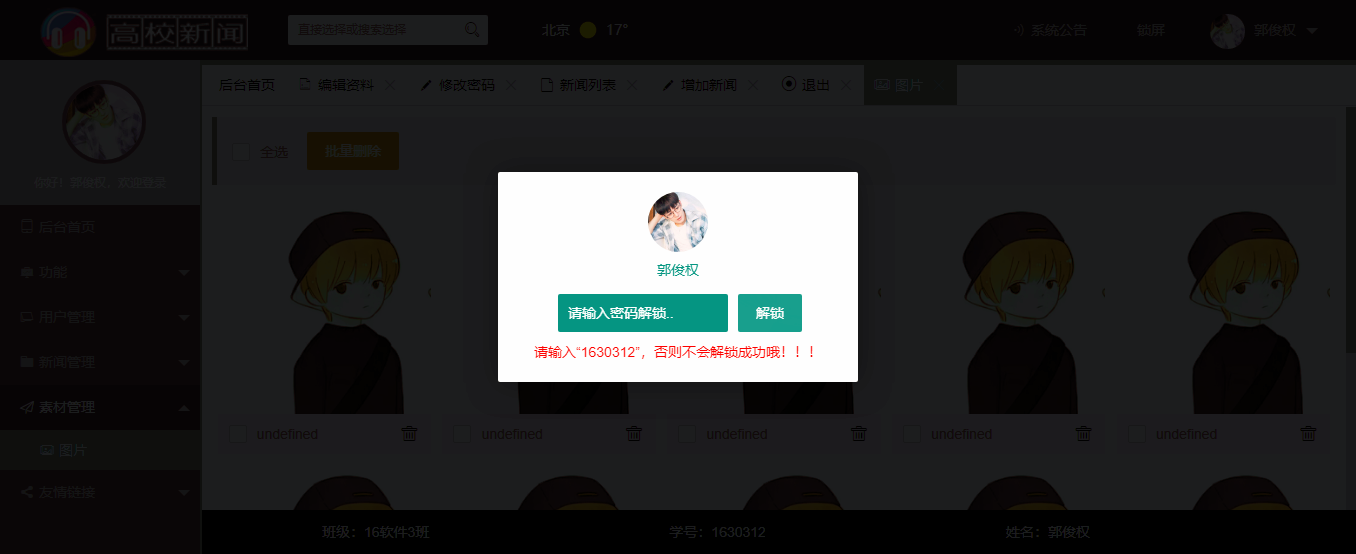 高校新闻
直接选择或搜索选择
北京 17°
系统公告
锁屏
郭俊权
你好！郭俊权，欢迎登录
后台首页
功能
用户管理
新闻管理
素材管理
图片
友情链接
后台首页 编辑资料 修改密码 新闻列表 增加新闻 退出 图片
全选 批量删除
郭俊权
请输入密码解锁.. 解锁
请输入“1630312”，否则不会解锁成功哦！！！
undefined undefined undefined undefined undefined
班级：16软件3班 学号：1630312 姓名：郭俊权